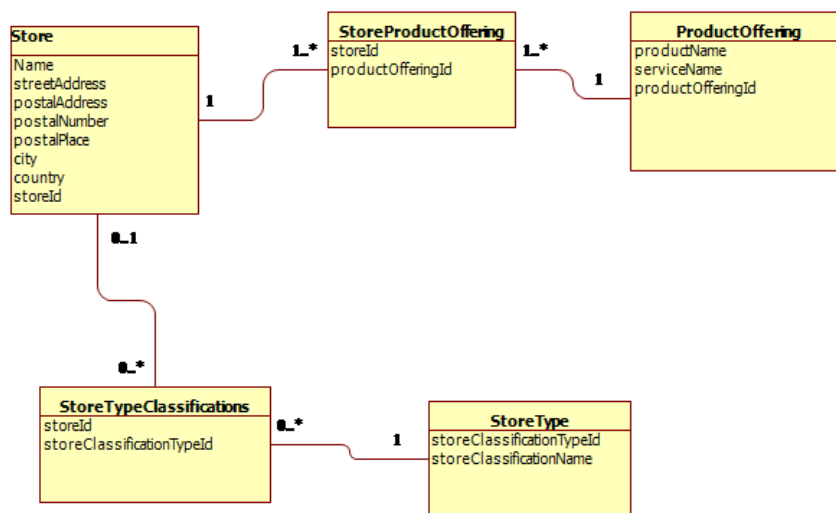 Store
Name
streetAddress
postalAddress
postalNumber
postalPlace
city
country
storeId
1
1..*
StoreProductOffering
storeId
productOfferingId
1..*
1
ProductOffering
productName
serviceName
productOfferingId
0..1
0..*
StoreTypeClassifications
storeId
storeClassificationTypeId
0..*
1
StoreType
storeClassificationTypeId
storeClassificationName